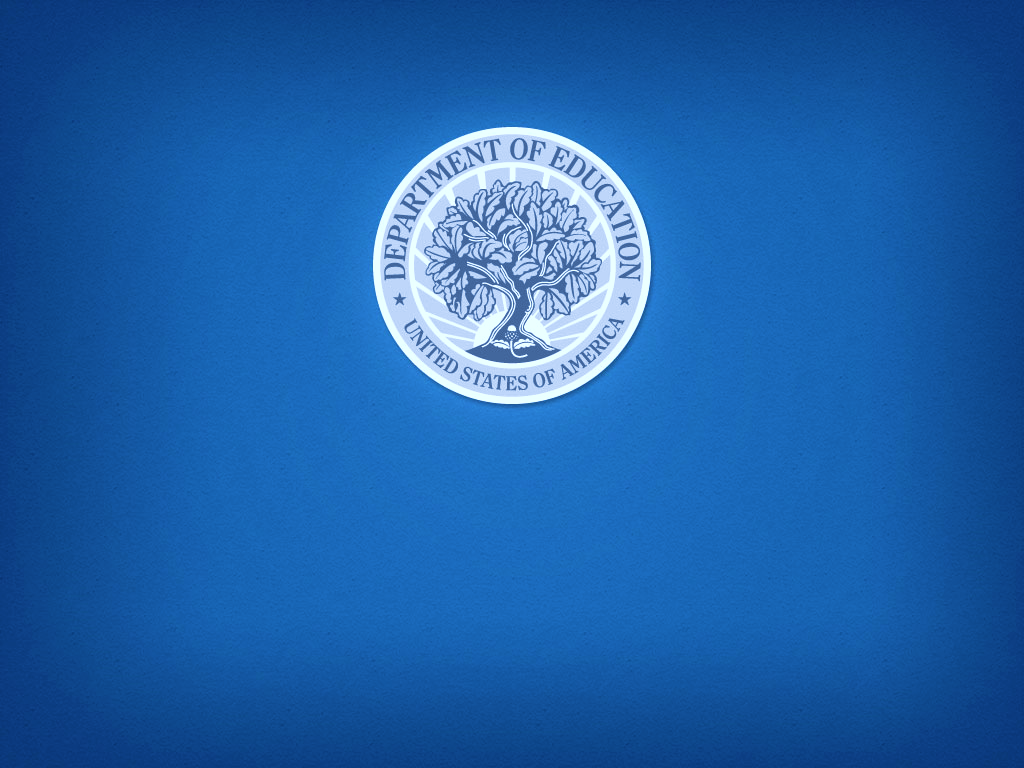 DEPARTMENT OF EDUCATION
UNITED STATES OF AMERICA